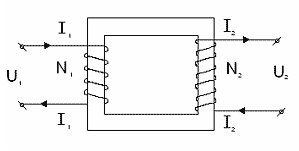 I₁ I₂
U₁ N₁ N₂ U₂
I₁ I₂